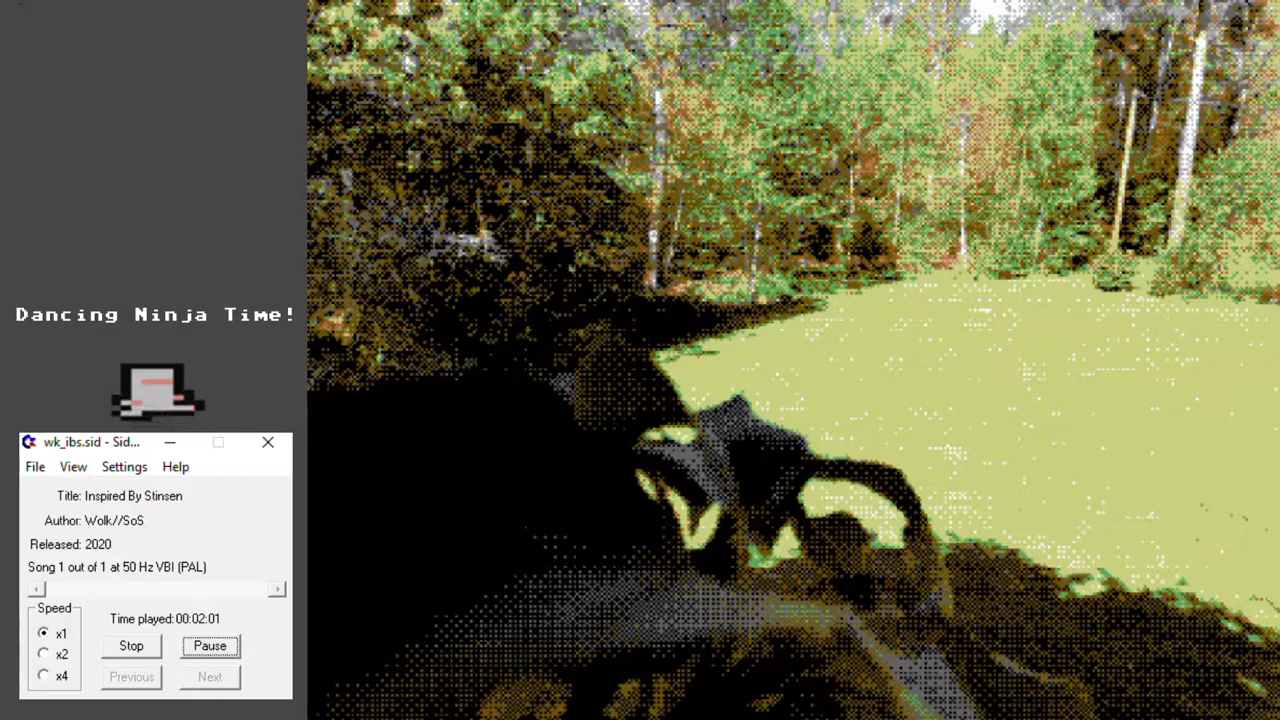 Dancing Ninja Time!
wk_ibs.sid - Sid...
File View Settings Help
Title: Inspired By Stinsen
Author: Wolk//SoS
Released: 2020
Song 1 out of 1 at 50 Hz VBI (PAL)
Speed
Time played: 00:02:01
x1
Stop Pause
x2
x4
Previous Next